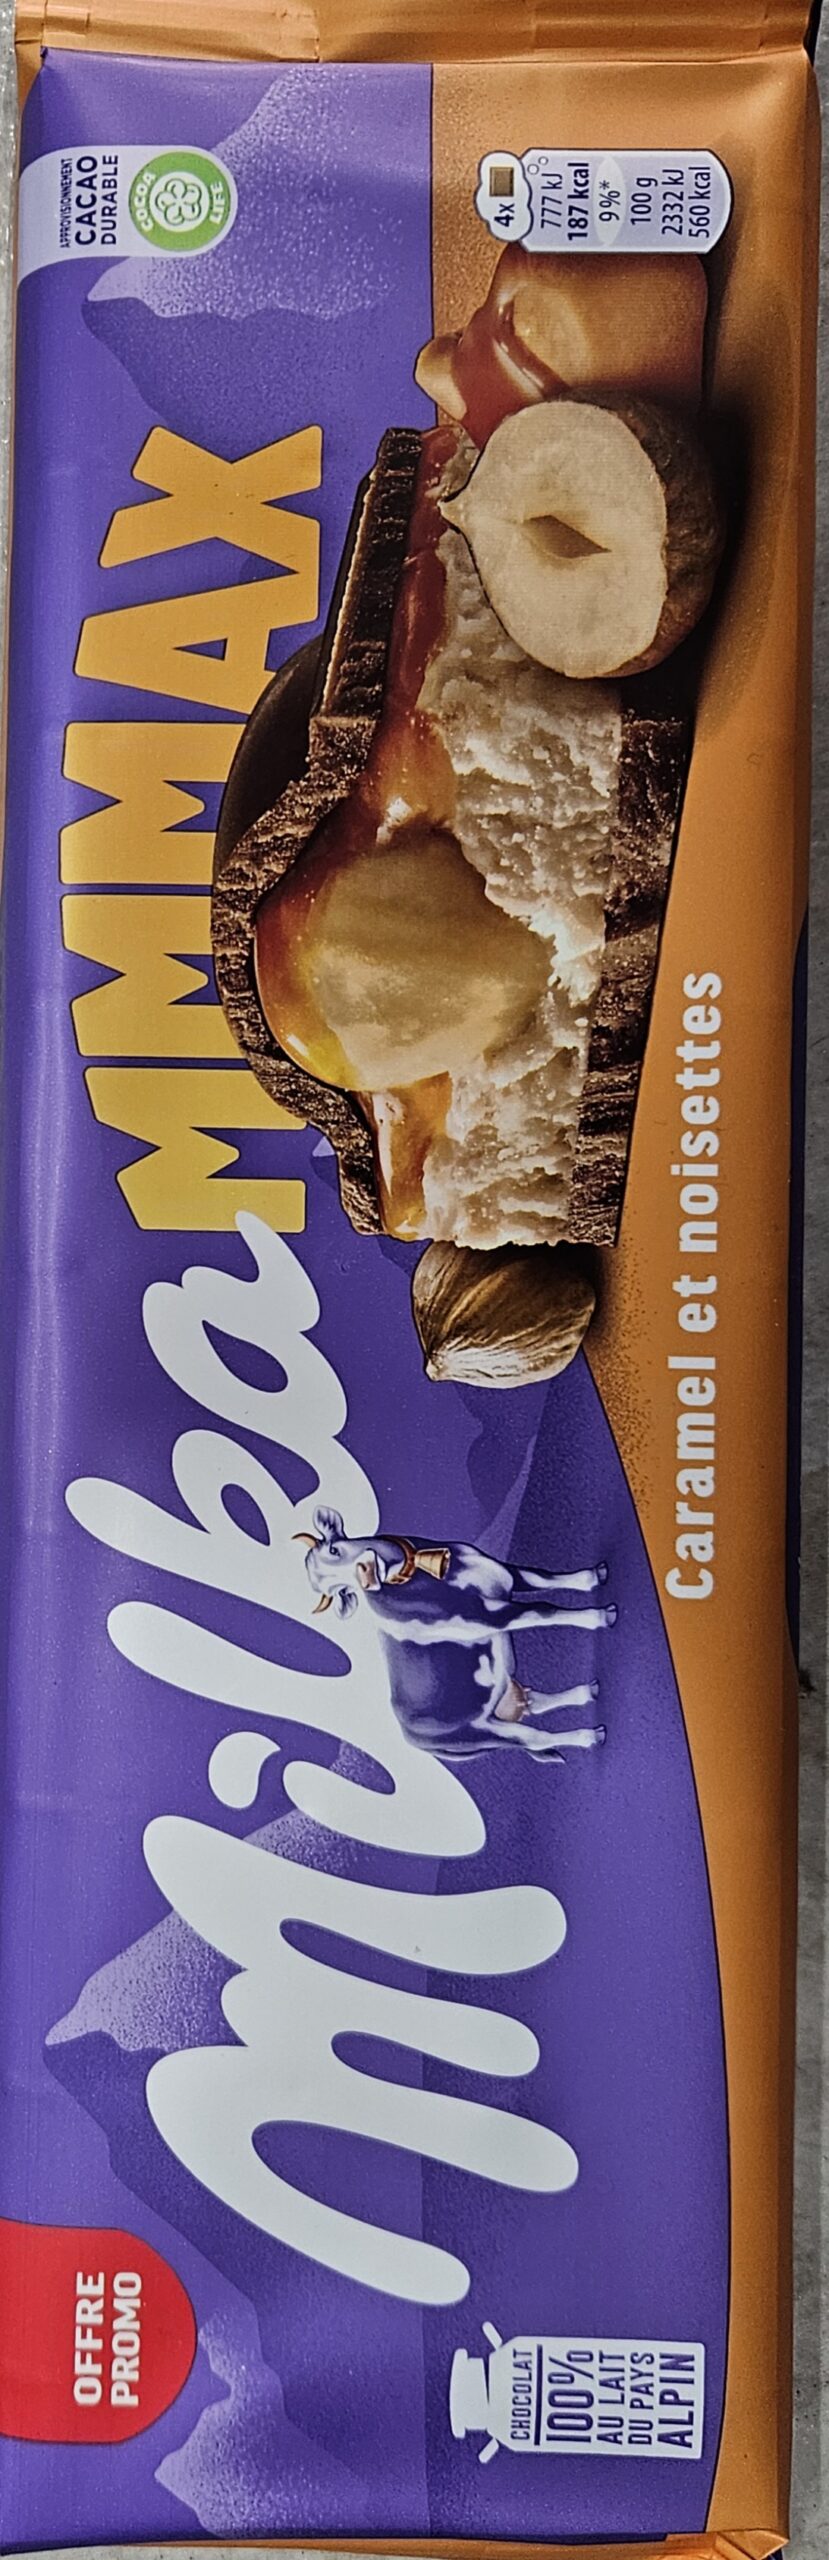 OFFRE
PROMO
Milka MMMAX
APPROVISIONNEMENT
CACAO
DURABLE
COCOA
LIFE
CHOCOLAT
100%
AU LAIT
DU PAYS
ALPIN
Caramel et noisettes
4x
777 kJ
187 kcal
9%*
100 g
2332 kJ
560 kcal